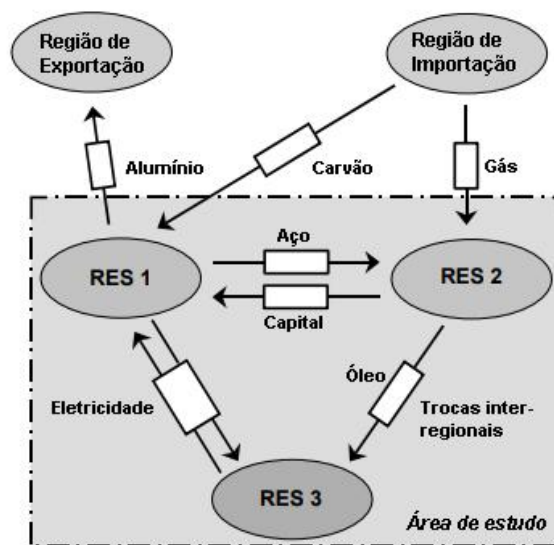 Região de
Exportação
Região de
Importação
Alumínio
Carvão
Gás
Aço
RES 1
RES 2
Capital
Óleo
Eletricidade
Trocas inter-
regionais
RES 3
Área de estudo